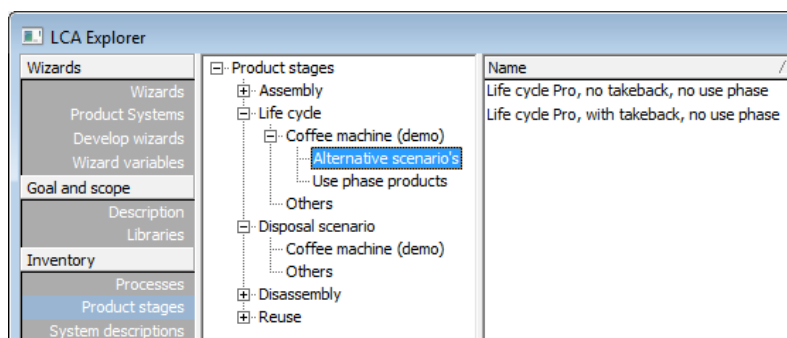 LCA Explorer
Wizards
Wizards
Product Systems
Develop wizards
Wizard variables
Goal and scope
Description
Libraries
Inventory
Processes
Product stages
System descriptions
Product stages
Assembly
Life cycle
Coffee machine (demo)
Alternative scenario's
Use phase products
Others
Disposal scenario
Coffee machine (demo)
Others
Disassembly
Reuse
Name
Life cycle Pro, no takeback, no use phase
Life cycle Pro, with takeback, no use phase